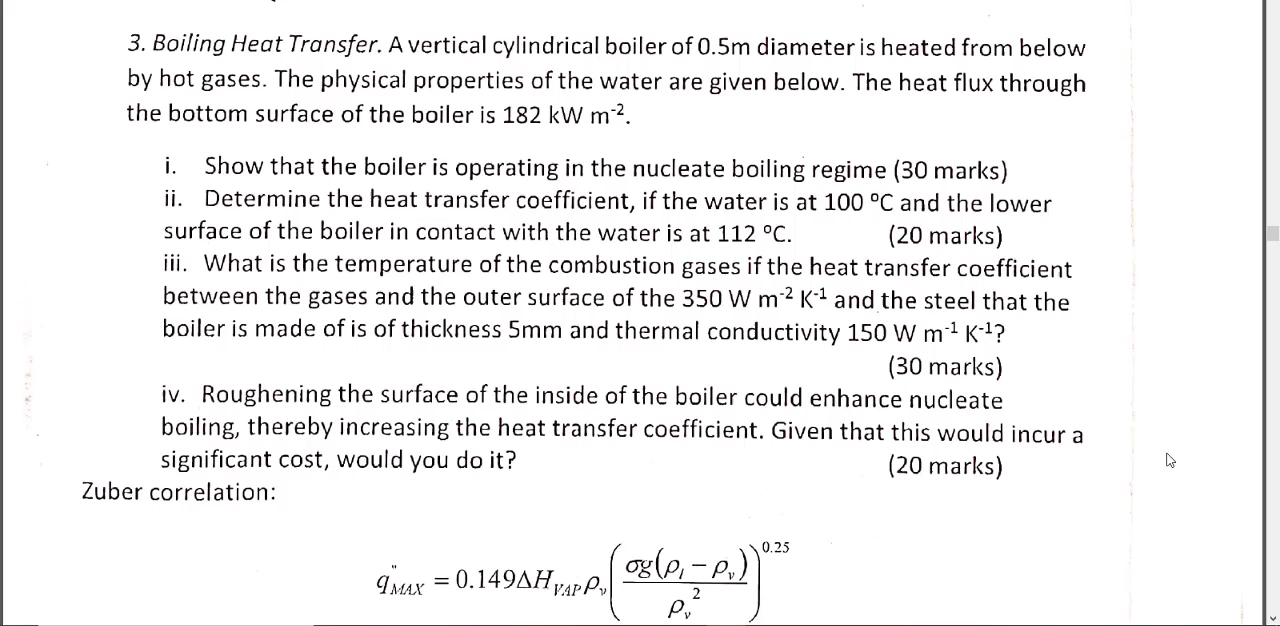 3. Boiling Heat Transfer. A vertical cylindrical boiler of 0.5m diameter is heated from below
by hot gases. The physical properties of the water are given below. The heat flux through
the bottom surface of the boiler is 182 kW m⁻².
i. Show that the boiler is operating in the nucleate boiling regime (30 marks)
ii. Determine the heat transfer coefficient, if the water is at 100 ºC and the lower
surface of the boiler in contact with the water is at 112 ºC. (20 marks)
iii. What is the temperature of the combustion gases if the heat transfer coefficient
between the gases and the outer surface of the 350 W m⁻² K⁻¹ and the steel that the
boiler is made of is of thickness 5mm and thermal conductivity 150 W m⁻¹ K⁻¹?
(30 marks)
iv. Roughening the surface of the inside of the boiler could enhance nucleate
boiling, thereby increasing the heat transfer coefficient. Given that this would incur a
significant cost, would you do it? (20 marks)
Zuber correlation:
q"_MAX = 0.149ΔH_VAP ρ_v (σg(ρ_l − ρ_v) / ρ_v²)^0.25